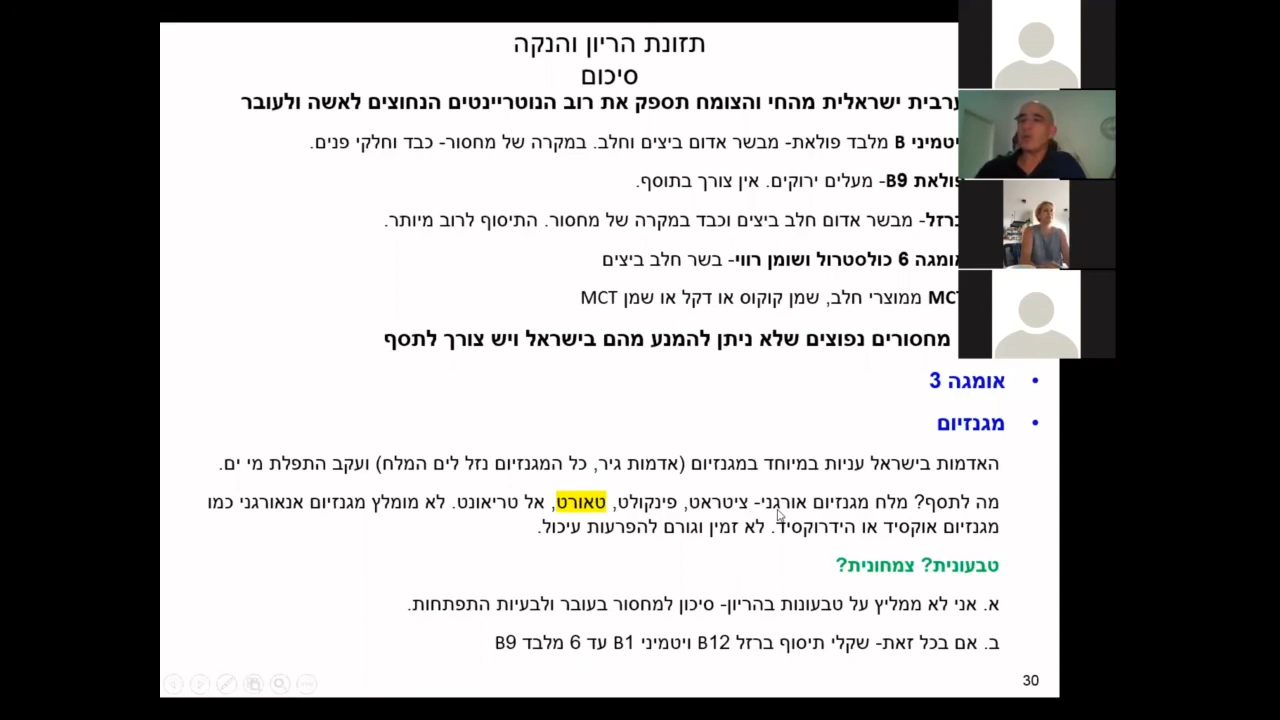 תזונת הריון והנקה
סיכום
ערבית ישראלית מהחי והצומח תספק את רוב הנוטריינטים הנחוצים לאשה ולעובר
יטמיני B מלבד פולאת- מבשר אדום ביצים וחלב. במקרה של מחסור- כבד וחלקי פנים.
פולאת B9- מעלים ירוקים. אין צורך בתוסף.
ברזל- מבשר אדום חלב ביצים וכבד במקרה של מחסור. התיסוף לרוב מיותר.
אומגה 6 כולסטרול ושומן רווי- בשר חלב ביצים
MCT ממוצרי חלב, שמן קוקוס או דקל או שמן MCT
מחסורים נפוצים שלא ניתן להמנע מהם בישראל ויש צורך לתסף
• אומגה 3
• מגנזיום
האדמות בישראל עניות במיוחד במגנזיום (אדמות גיר, כל המגנזיום נזל לים המלח) ועקב התפלת מי ים.
מה לתסף? מלח מגנזיום אורגני- ציטראט, פינקולט, טאורט, אל טריאונט. לא מומלץ מגנזיום אנאורגני כמו
מגנזיום אוקסיד או הידרוקסיד. לא זמין וגורם להפרעות עיכול.
טבעונית? צמחונית?
א. אני לא ממליץ על טבעונות בהריון- סיכון למחסור בעובר ולבעיות התפתחות.
ב. אם בכל זאת- שקלי תיסוף ברזל B12 ויטמיני B1 עד 6 מלבד B9
30